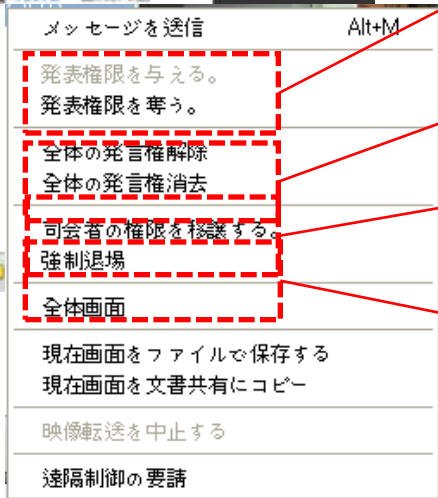 メッセージを送信 Alt+M
発表権限を与える。
発表権限を奪う。
全体の発言権解除
全体の発言権消去
司会者の権限を移譲する。
強制退場
全体画面
現在画面をファイルで保存する
現在画面を文書共有にコピー
映像転送を中止する
遠隔制御の要請